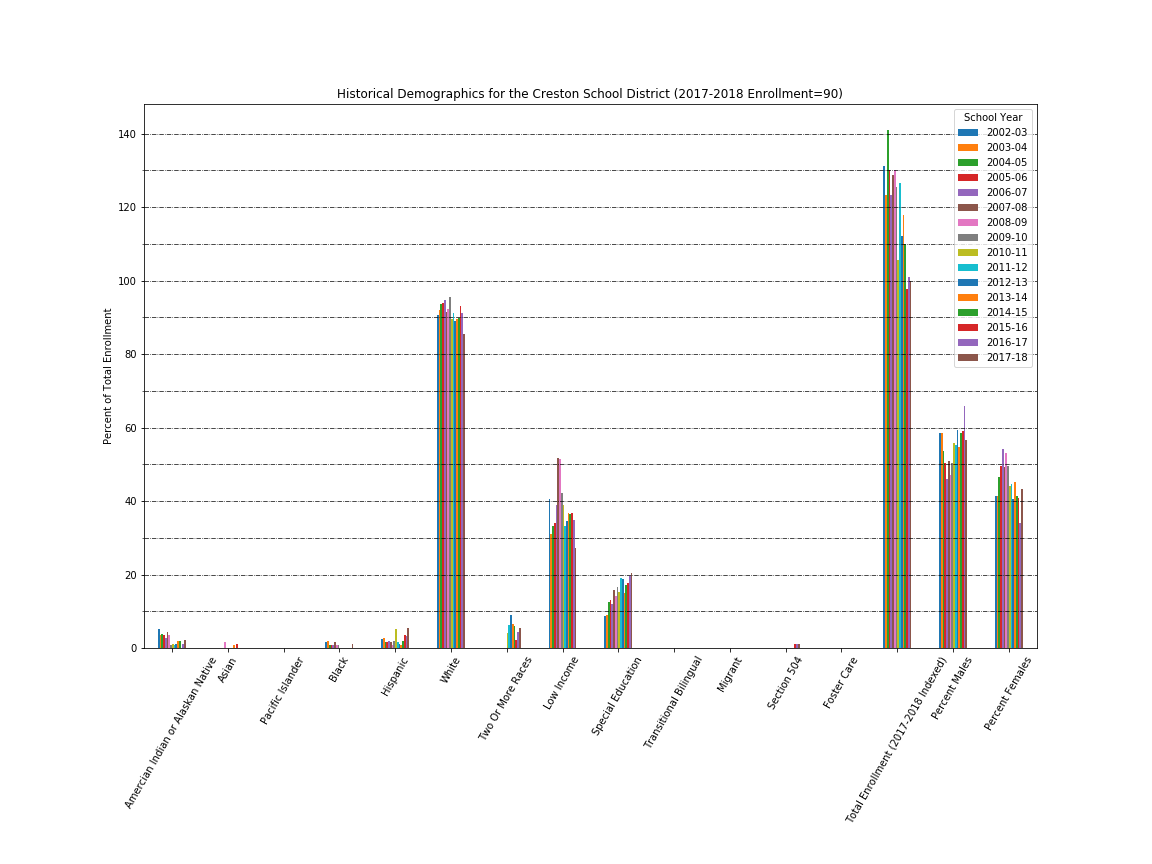 Historical Demographics for the Creston School District (2017-2018 Enrollment=90)
Percent of Total Enrollment
140
120
100
80
60
40
20
0
School Year
2002-03
2003-04
2004-05
2005-06
2006-07
2007-08
2008-09
2009-10
2010-11
2011-12
2012-13
2013-14
2014-15
2015-16
2016-17
2017-18
Amercian Indian or Alaskan Native
Asian
Pacific Islander
Black
Hispanic
White
Two Or More Races
Low Income
Special Education
Transitional Bilingual
Migrant
Section 504
Foster Care
Total Enrollment (2017-2018 Indexed)
Percent Males
Percent Females